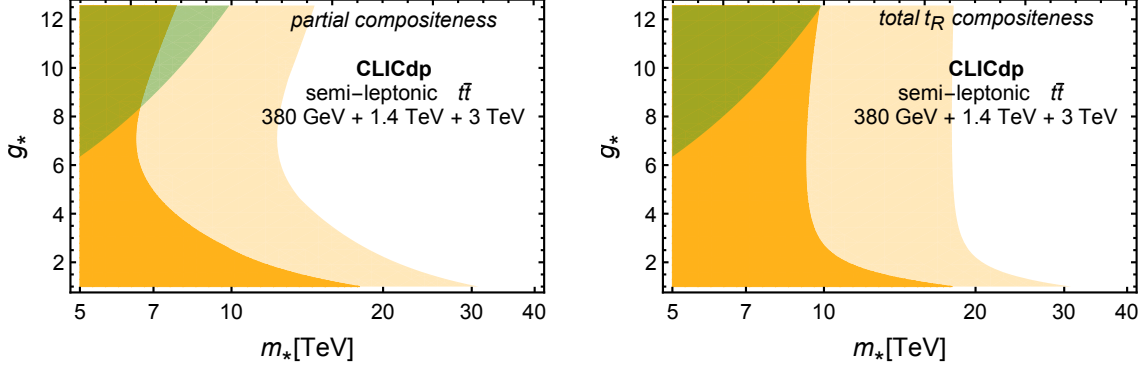 partial compositeness
CLICdp
semi−leptonic tt̄
380 GeV + 1.4 TeV + 3 TeV
g*
12
10
8
6
4
2
5
7
10
20
30
40
m*[TeV]
total tR compositeness
CLICdp
semi−leptonic tt̄
380 GeV + 1.4 TeV + 3 TeV
g*
12
10
8
6
4
2
5
7
10
20
30
40
m*[TeV]